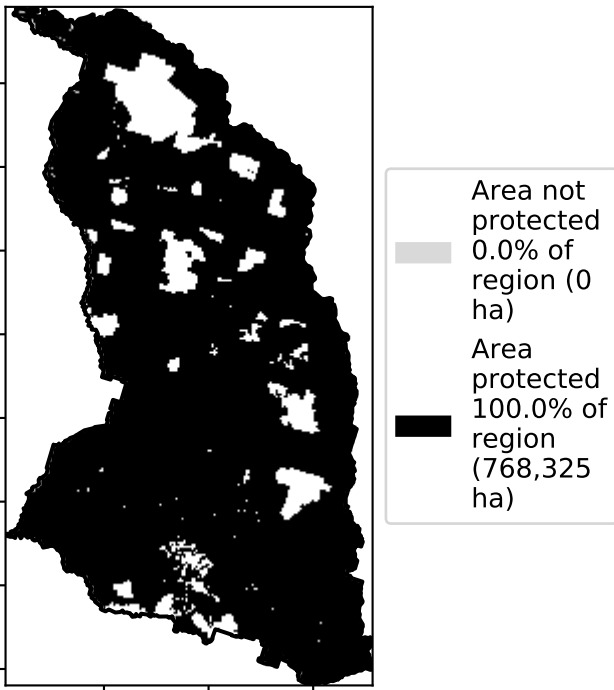 Area not
protected
0.0% of
region (0
ha)
Area
protected
100.0% of
region
(768,325
ha)